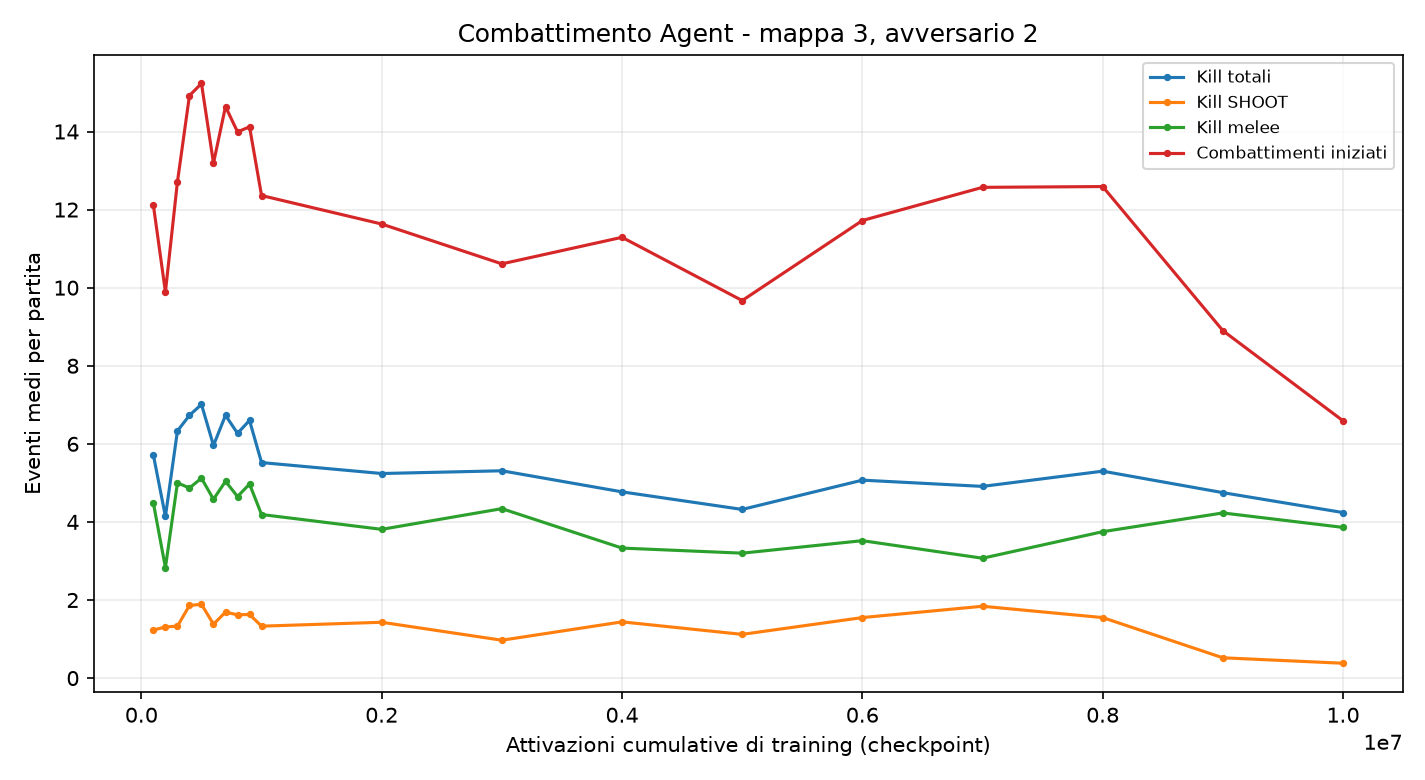 Combattimento Agent - mappa 3, avversario 2
Kill totali
Kill SHOOT
Kill melee
Combattimenti iniziati
Eventi medi per partita
14
12
10
8
6
4
2
0
0.0 0.2 0.4 0.6 0.8 1.0
1e7
Attivazioni cumulative di training (checkpoint)